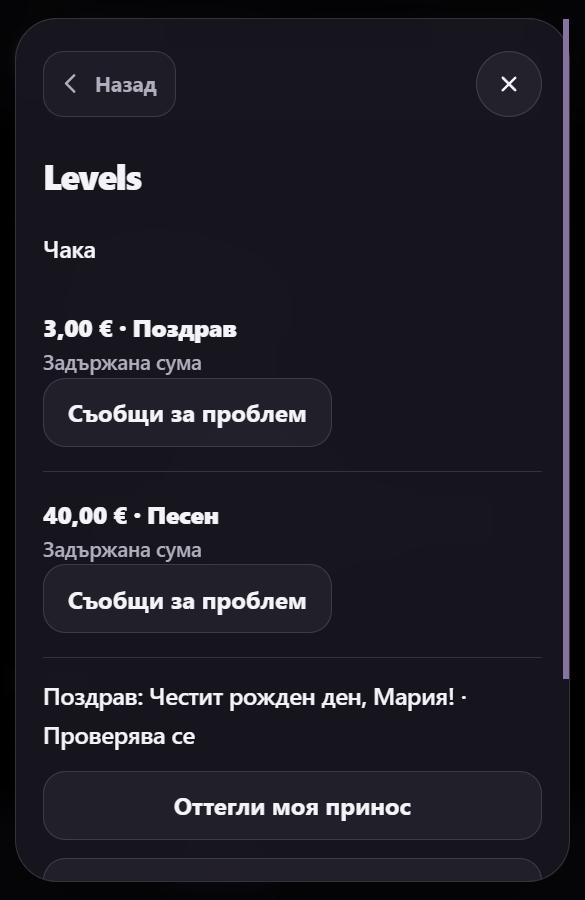 Назад
Levels
Чака
3,00 € · Поздрав
Задържана сума
Съобщи за проблем
40,00 € · Песен
Задържана сума
Съобщи за проблем
Поздрав: Честит рожден ден, Мария! ·
Проверява се
Оттегли моя принос